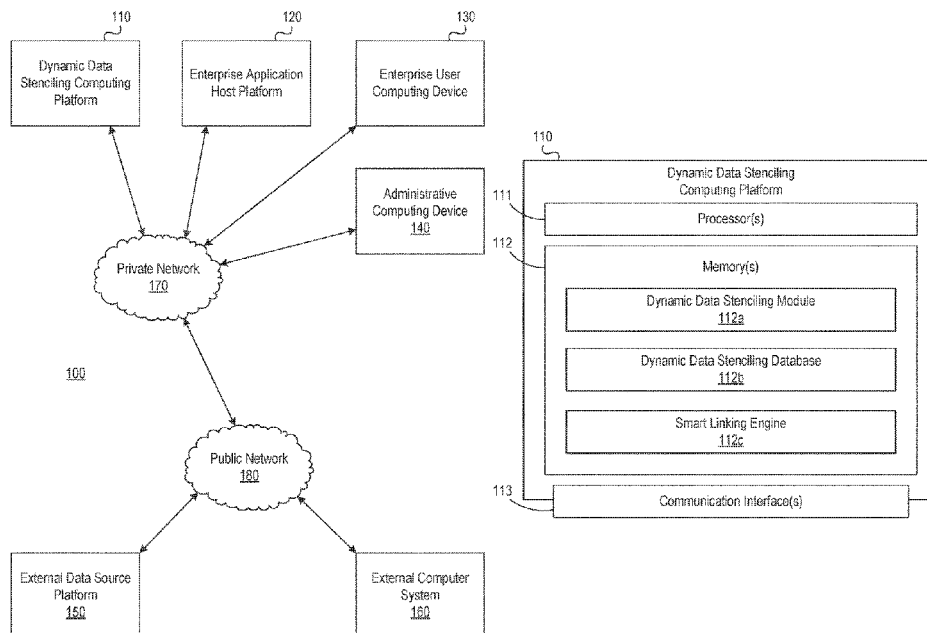 110
120
130
Dynamic Data
Stenciling Computing
Platform
Enterprise Application
Host Platform
Enterprise User
Computing Device
Administrative
Computing Device
140
Private Network
170
100
Public Network
180
External Data Source
Platform
150
External Computer
System
160
110
Dynamic Data Stenciling
Computing Platform
111
Processor(s)
112
Memory(s)
Dynamic Data Stenciling Module
112a
Dynamic Data Stenciling Database
112b
Smart Linking Engine
112c
113
Communication Interface(s)